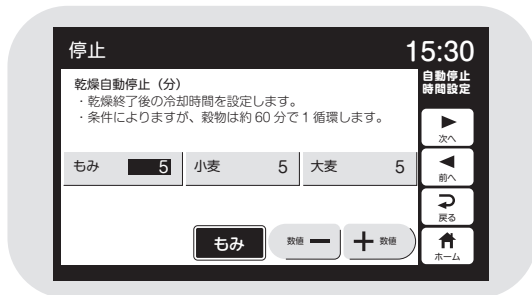 停止
15:30
乾燥自動停止（分）
・乾燥終了後の冷却時間を設定します。
・条件によりますが、穀物は約60分で1循環します。
自動停止
時間設定
次へ
前へ
戻る
ホーム
もみ 5 小麦 5 大麦 5
もみ 数値 ー ＋ 数値